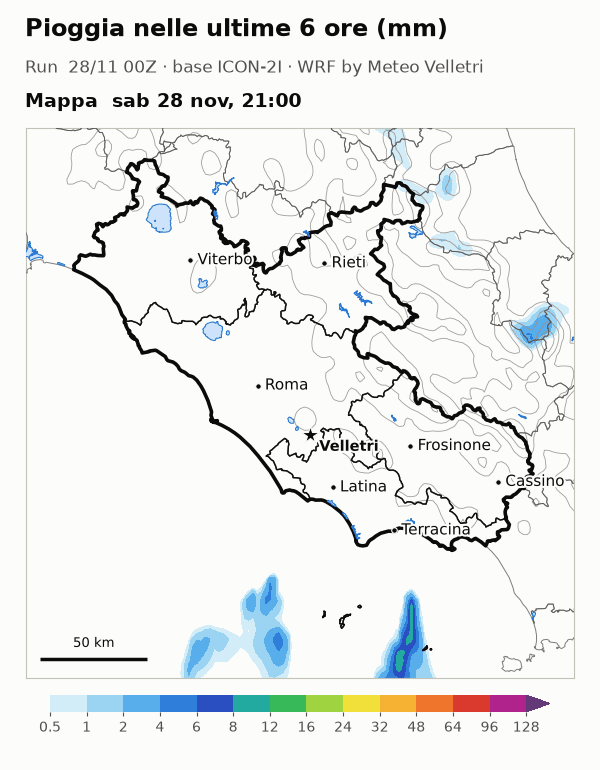 Pioggia nelle ultime 6 ore (mm)
Run  28/11 00Z · base ICON-2I · WRF by Meteo Velletri
Mappa  sab 28 nov, 21:00
Viterbo
Rieti
Roma
Velletri
Frosinone
Cassino
Latina
Terracina
50 km
0.5 1 2 4 6 8 12 16 24 32 48 64 96 128